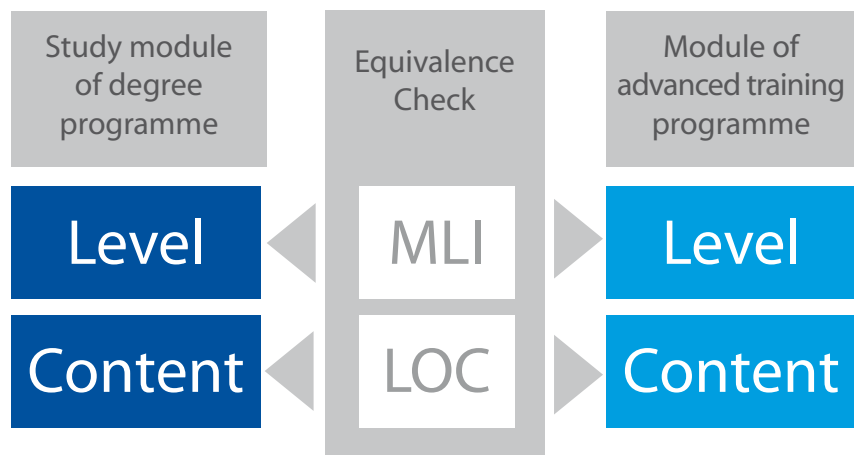 Study module
of degree
programme
Equivalence
Check
Module of
advanced training
programme
Level
MLI
Level
Content
LOC
Content